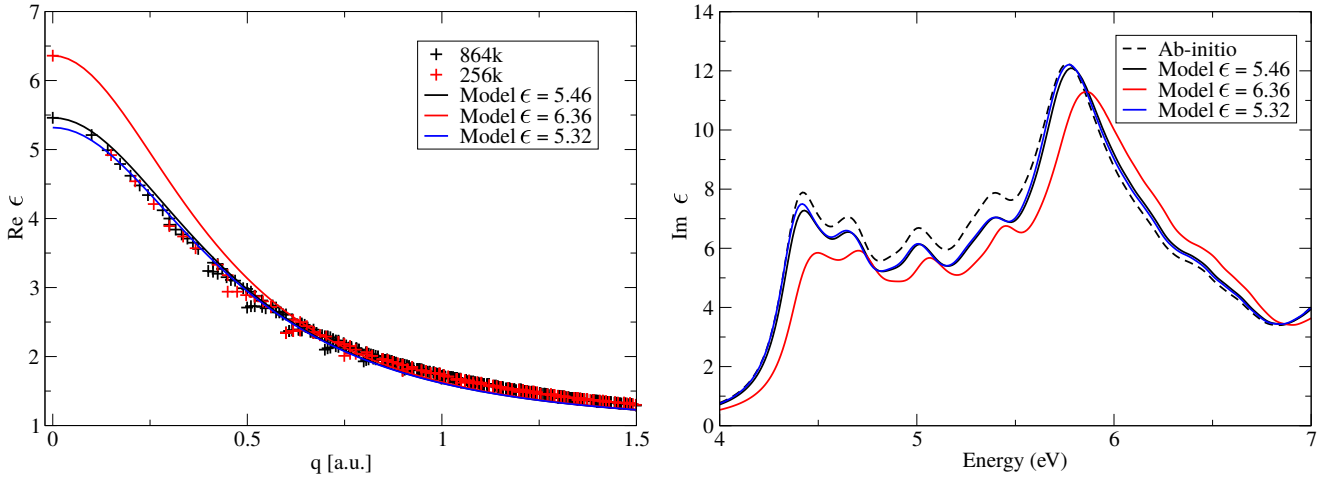 7
6
5
4
3
2
1
Re ϵ
0
0.5
1
1.5
q [a.u.]
864k
256k
Model ϵ = 5.46
Model ϵ = 6.36
Model ϵ = 5.32
14
12
10
8
6
4
2
0
Im ϵ
4
5
6
7
Energy (eV)
Ab-initio
Model ϵ = 5.46
Model ϵ = 6.36
Model ϵ = 5.32